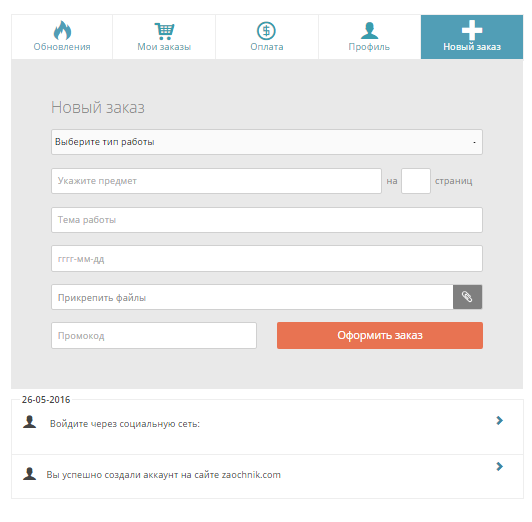 Обновления Мои заказы Оплата Профиль Новый заказ
Новый заказ
Выберите тип работы
Укажите предмет на страниц
Тема работы
гггг-мм-дд
Прикрепить файлы
Промокод Оформить заказ
26-05-2016
Войдите через социальную сеть:
Вы успешно создали аккаунт на сайте zaochnik.com